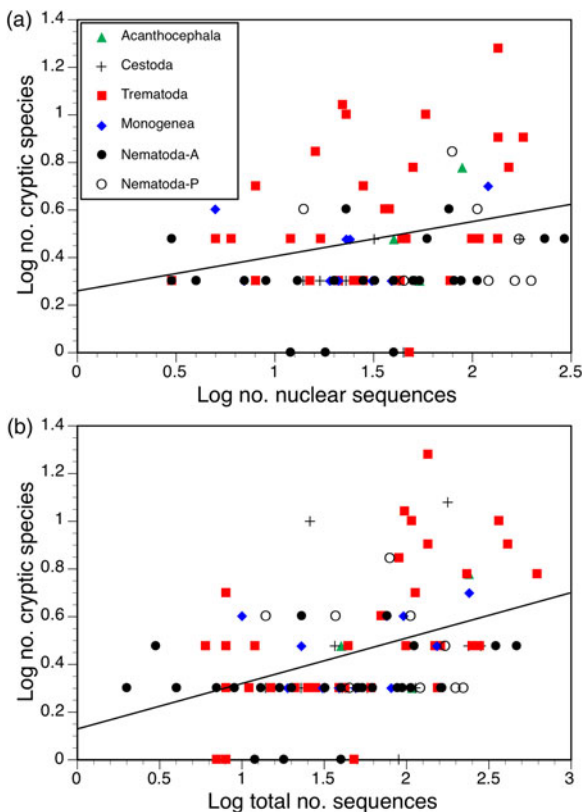 (a)
1.4
1.2
1
0.8
0.6
0.4
0.2
0
Log no. cryptic species
Acanthocephala
Cestoda
Trematoda
Monogenea
Nematoda-A
Nematoda-P
0 0.5 1 1.5 2 2.5
Log no. nuclear sequences
(b)
1.4
1.2
1
0.8
0.6
0.4
0.2
0
Log no. cryptic species
0 0.5 1 1.5 2 2.5 3
Log total no. sequences